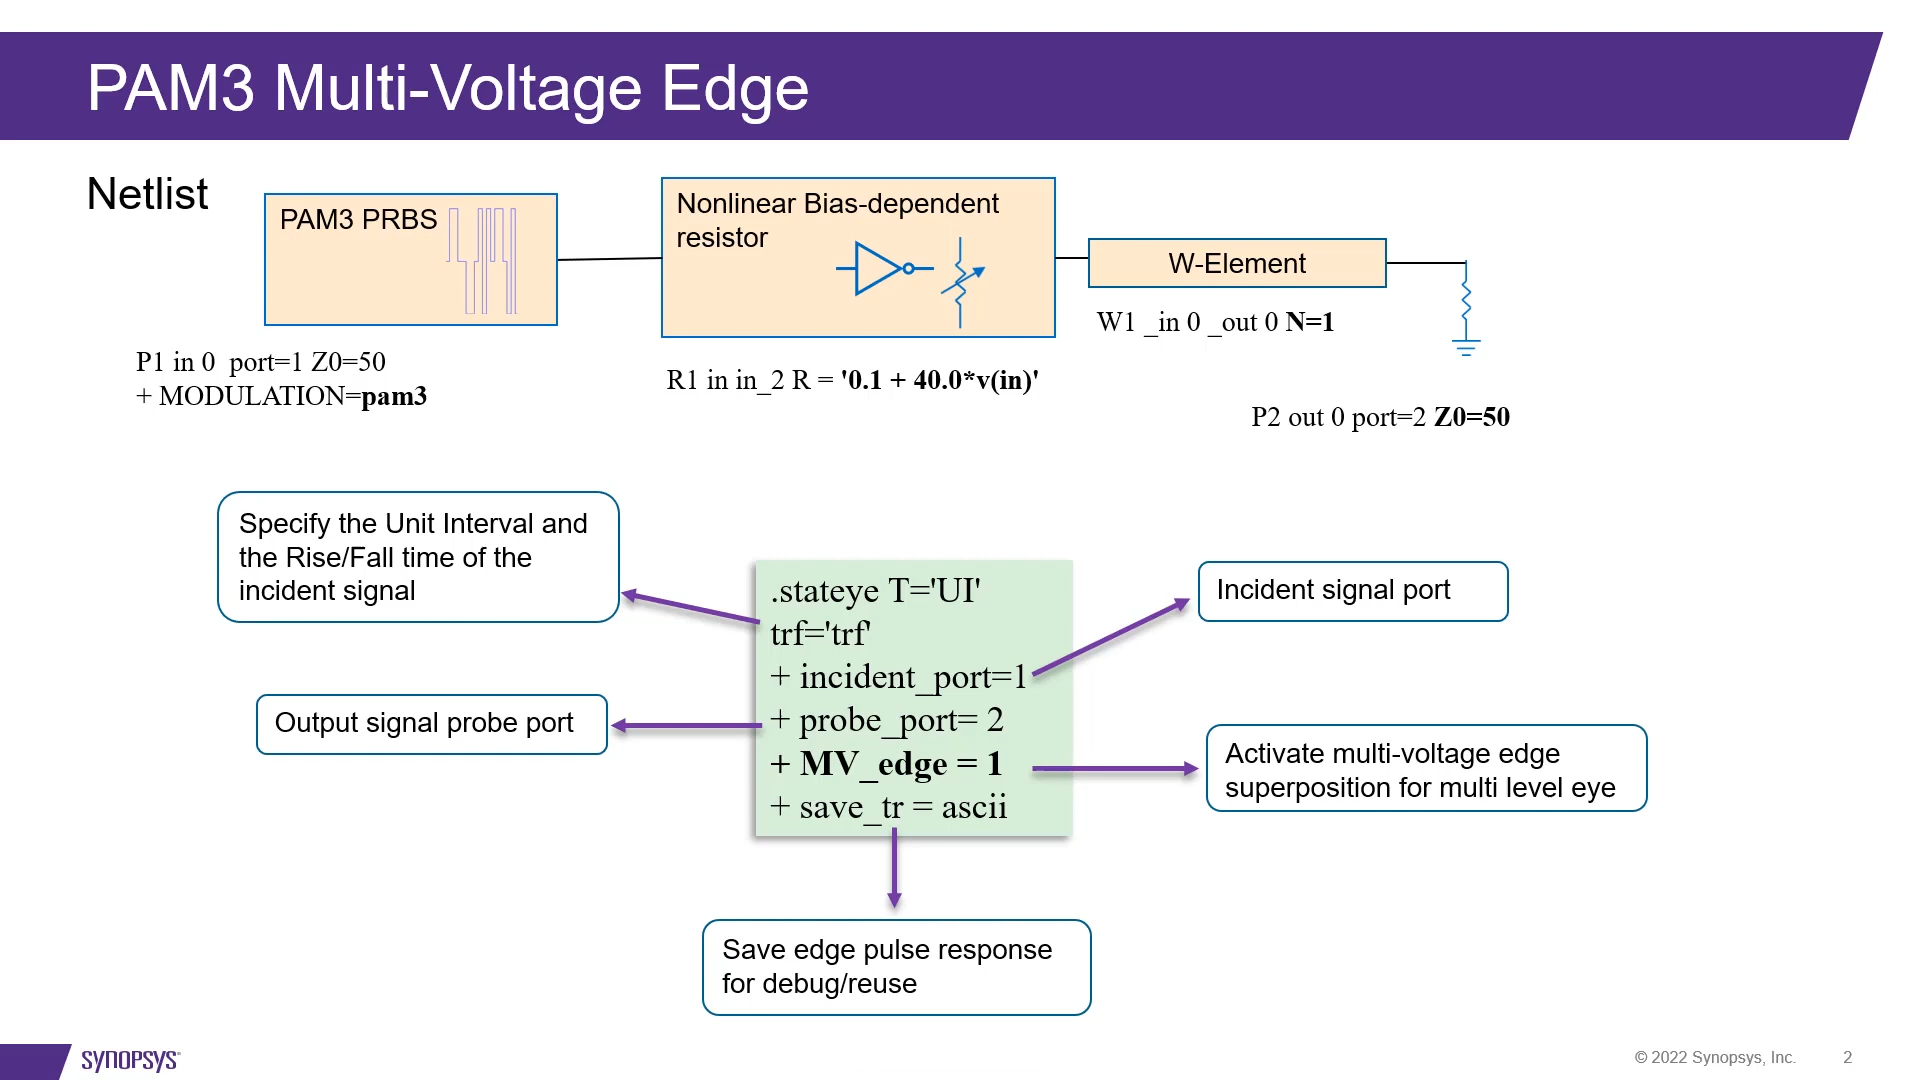 PAM3 Multi-Voltage Edge
Netlist
PAM3 PRBS
Nonlinear Bias-dependent
resistor
W-Element
W1 _in 0 _out 0 N=1
P1 in 0  port=1 Z0=50
+ MODULATION=pam3
R1 in in_2 R = '0.1 + 40.0*v(in)'
P2 out 0 port=2 Z0=50
Specify the Unit Interval and
the Rise/Fall time of the
incident signal
.stateye T='UI'
trf='trf'
+ incident_port=1
+ probe_port= 2
+ MV_edge = 1
+ save_tr = ascii
Incident signal port
Output signal probe port
Activate multi-voltage edge
superposition for multi level eye
Save edge pulse response
for debug/reuse
SYNOPSYS®
© 2022 Synopsys, Inc.
2